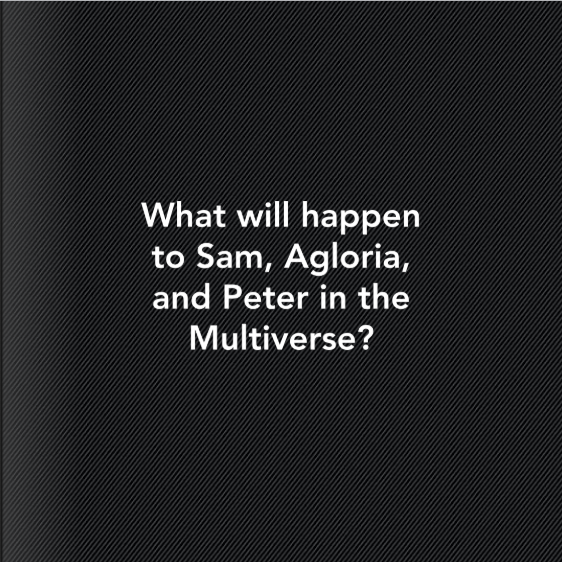 What will happen
to Sam, Agloria,
and Peter in the
Multiverse?